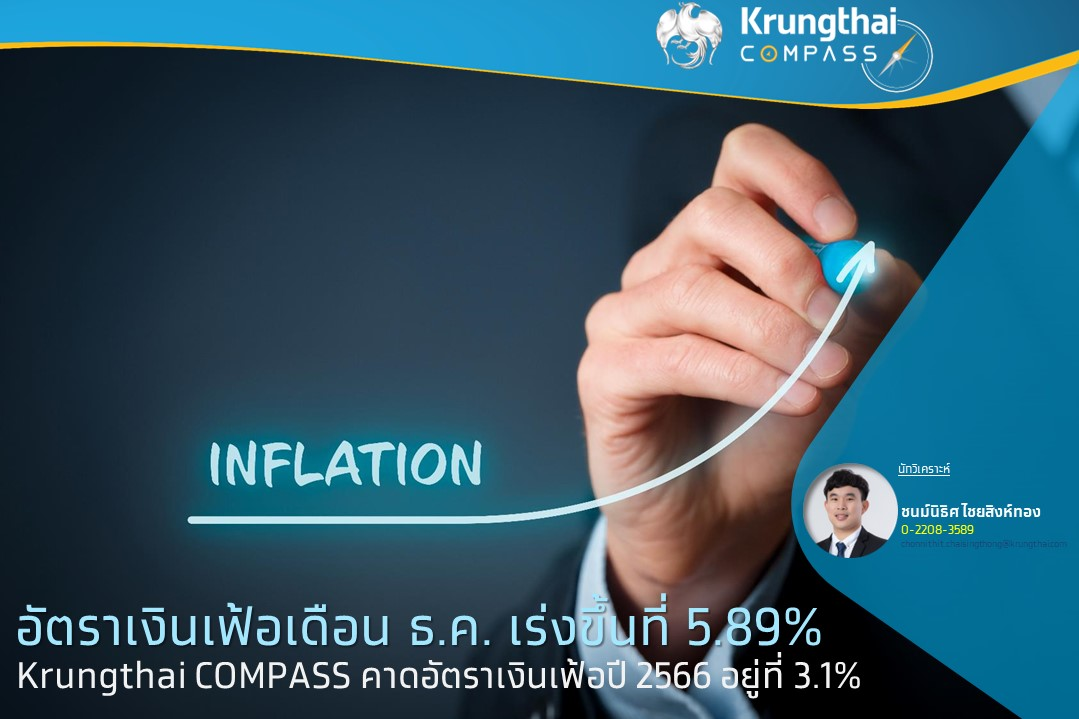 Krungthai
COMPASS
INFLATION
นักวิเคราะห์
ชนม์นิธิศ ไชยสิงห์ทอง
0-2208-3589
อัตราเงินเฟ้อเดือน ธ.ค. เร่งขึ้นที่ 5.89%
Krungthai COMPASS คาดอัตราเงินเฟ้อปี 2566 อยู่ที่ 3.1%